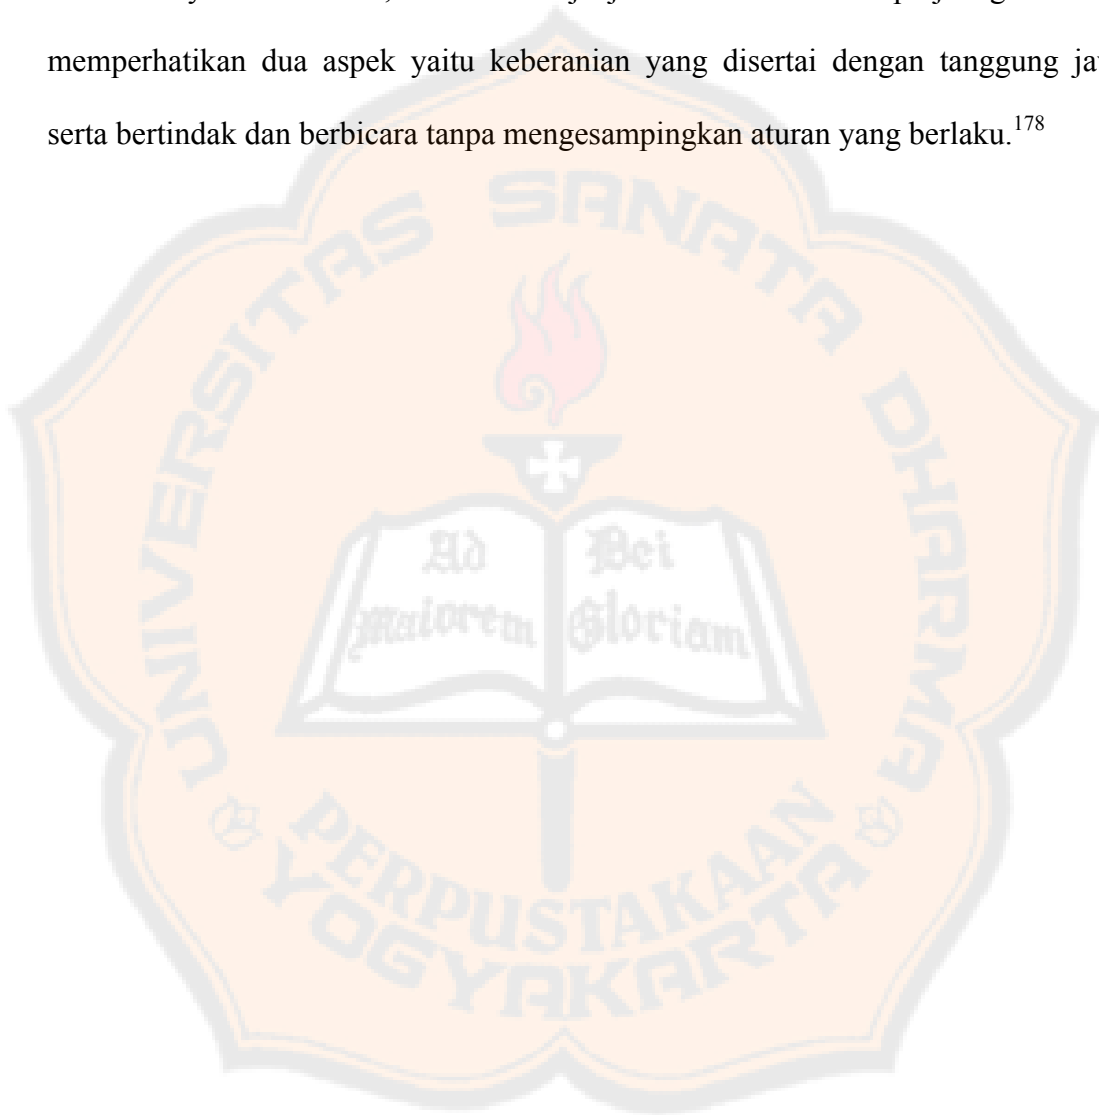 memperhatikan dua aspek yaitu keberanian yang disertai dengan tanggung
serta bertindak dan berbicara tanpa mengesampingkan aturan yang berlaku.178
UNIVERSITAS SANATA DHARMA
Ad Dei
Maiorem Gloriam
PERPUSTAKAAN
YOGYAKARTA